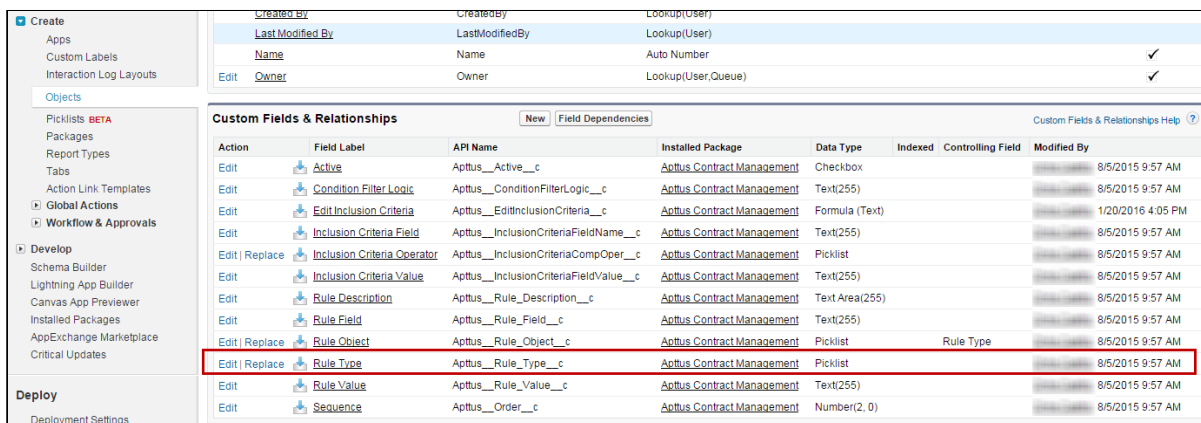 Create
Apps
Custom Labels
Interaction Log Layouts
Objects
Picklists BETA
Packages
Report Types
Tabs
Action Link Templates
Global Actions
Workflow & Approvals
Develop
Schema Builder
Lightning App Builder
Canvas App Previewer
Installed Packages
AppExchange Marketplace
Critical Updates
Deploy
Deployment Settings
Created By CreatedBy Lookup(User)
Last Modified By LastModifiedBy Lookup(User)
Name Name Auto Number ✓
Edit Owner Owner Lookup(User,Queue) ✓
Custom Fields & Relationships New Field Dependencies Custom Fields & Relationships Help ?
Action Field Label API Name Installed Package Data Type Indexed Controlling Field Modified By
Edit Active Apttus__Active__c Apttus Contract Management Checkbox 8/5/2015 9:57 AM
Edit Condition Filter Logic Apttus__ConditionFilterLogic__c Apttus Contract Management Text(255) 8/5/2015 9:57 AM
Edit Edit Inclusion Criteria Apttus__EditInclusionCriteria__c Apttus Contract Management Formula (Text) 1/20/2016 4:05 PM
Edit Inclusion Criteria Field Apttus__InclusionCriteriaFieldName__c Apttus Contract Management Text(255) 8/5/2015 9:57 AM
Edit | Replace Inclusion Criteria Operator Apttus__InclusionCriteriaCompOper__c Apttus Contract Management Picklist 8/5/2015 9:57 AM
Edit Inclusion Criteria Value Apttus__InclusionCriteriaFieldValue__c Apttus Contract Management Text(255) 8/5/2015 9:57 AM
Edit Rule Description Apttus__Rule_Description__c Apttus Contract Management Text Area(255) 8/5/2015 9:57 AM
Edit Rule Field Apttus__Rule_Field__c Apttus Contract Management Text(255) 8/5/2015 9:57 AM
Edit | Replace Rule Object Apttus__Rule_Object__c Apttus Contract Management Picklist Rule Type 8/5/2015 9:57 AM
Edit | Replace Rule Type Apttus__Rule_Type__c Apttus Contract Management Picklist 8/5/2015 9:57 AM
Edit Rule Value Apttus__Rule_Value__c Apttus Contract Management Text(255) 8/5/2015 9:57 AM
Edit Sequence Apttus__Order__c Apttus Contract Management Number(2, 0) 8/5/2015 9:57 AM